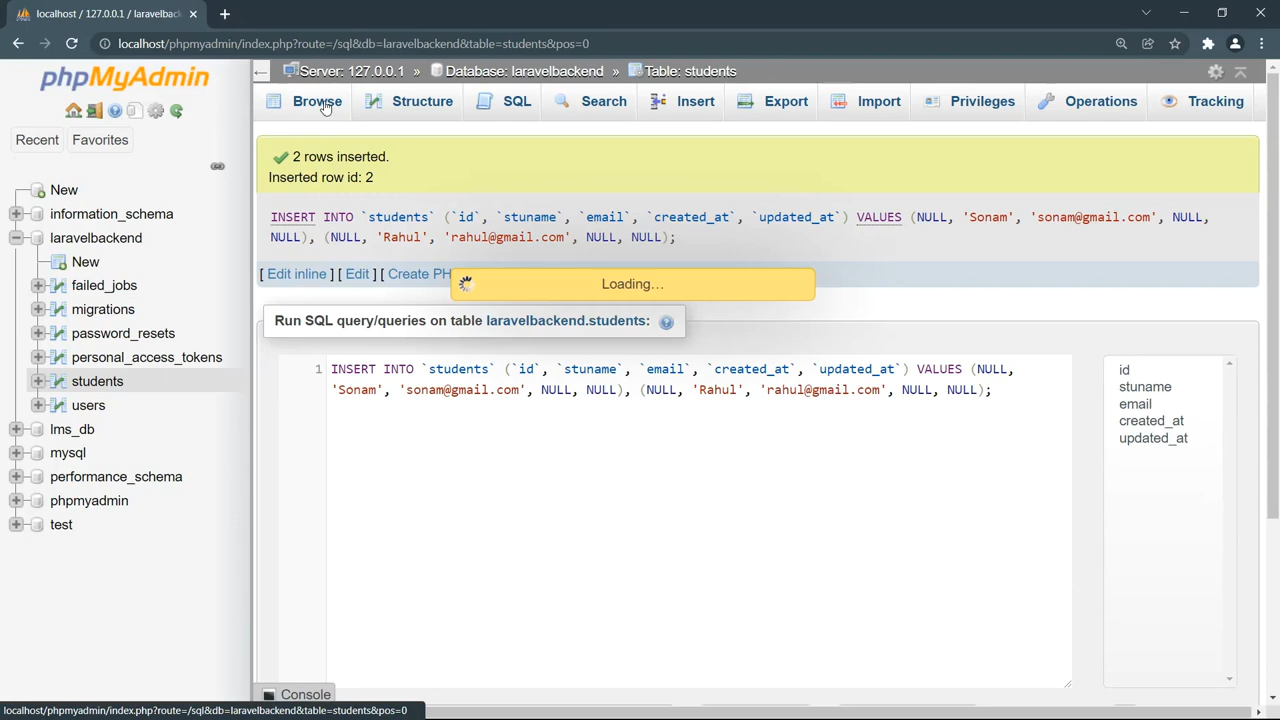 localhost / 127.0.0.1 / laravelback
localhost/phpmyadmin/index.php?route=/sql&db=laravelbackend&table=students&pos=0
phpMyAdmin
Recent Favorites
New
information_schema
laravelbackend
New
failed_jobs
migrations
password_resets
personal_access_tokens
students
users
lms_db
mysql
performance_schema
phpmyadmin
test
Server: 127.0.0.1 » Database: laravelbackend » Table: students
Browse Structure SQL Search Insert Export Import Privileges Operations Tracking
2 rows inserted.
Inserted row id: 2
INSERT INTO `students` (`id`, `stuname`, `email`, `created_at`, `updated_at`) VALUES (NULL, 'Sonam', 'sonam@gmail.com', NULL,
NULL), (NULL, 'Rahul', 'rahul@gmail.com', NULL, NULL);
[ Edit inline ] [ Edit ] [ Create PH
Loading…
Run SQL query/queries on table laravelbackend.students:
1 INSERT INTO `students` (`id`, `stuname`, `email`, `created_at`, `updated_at`) VALUES (NULL,
'Sonam', 'sonam@gmail.com', NULL, NULL), (NULL, 'Rahul', 'rahul@gmail.com', NULL, NULL);
id
stuname
email
created_at
updated_at
Console
localhost/phpmyadmin/index.php?route=/sql&db=laravelbackend&table=students&pos=0